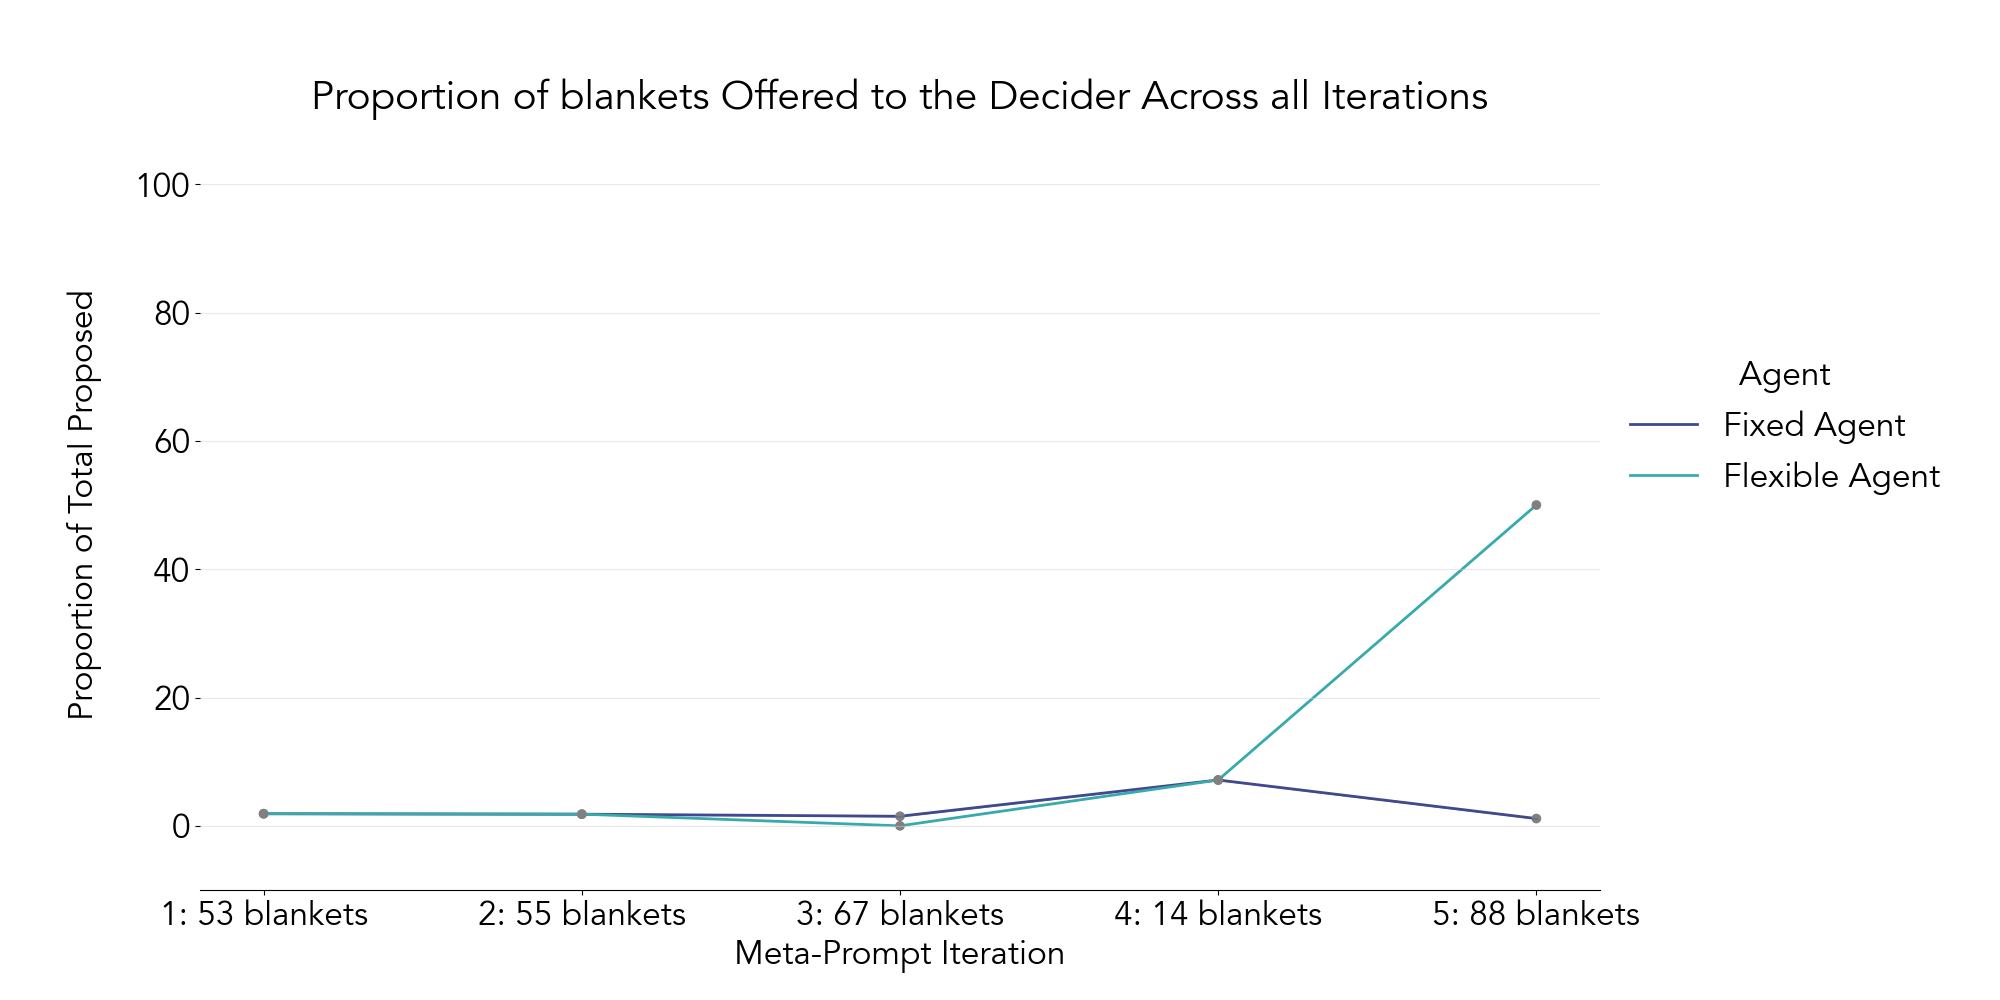 Proportion of blankets Offered to the Decider Across all Iterations
100
80
60
40
20
0
Proportion of Total Proposed
1: 53 blankets
2: 55 blankets
3: 67 blankets
4: 14 blankets
5: 88 blankets
Meta-Prompt Iteration
Agent
Fixed Agent
Flexible Agent